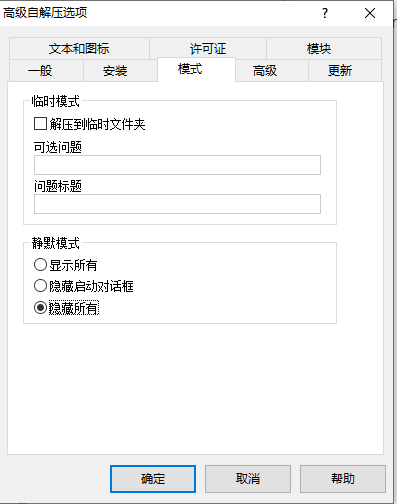 高级自解压选项
?
文本和图标 许可证 模块
一般 安装 模式 高级 更新
临时模式
解压到临时文件夹
可选问题
问题标题
静默模式
显示所有
隐藏启动对话框
隐藏所有
确定 取消 帮助